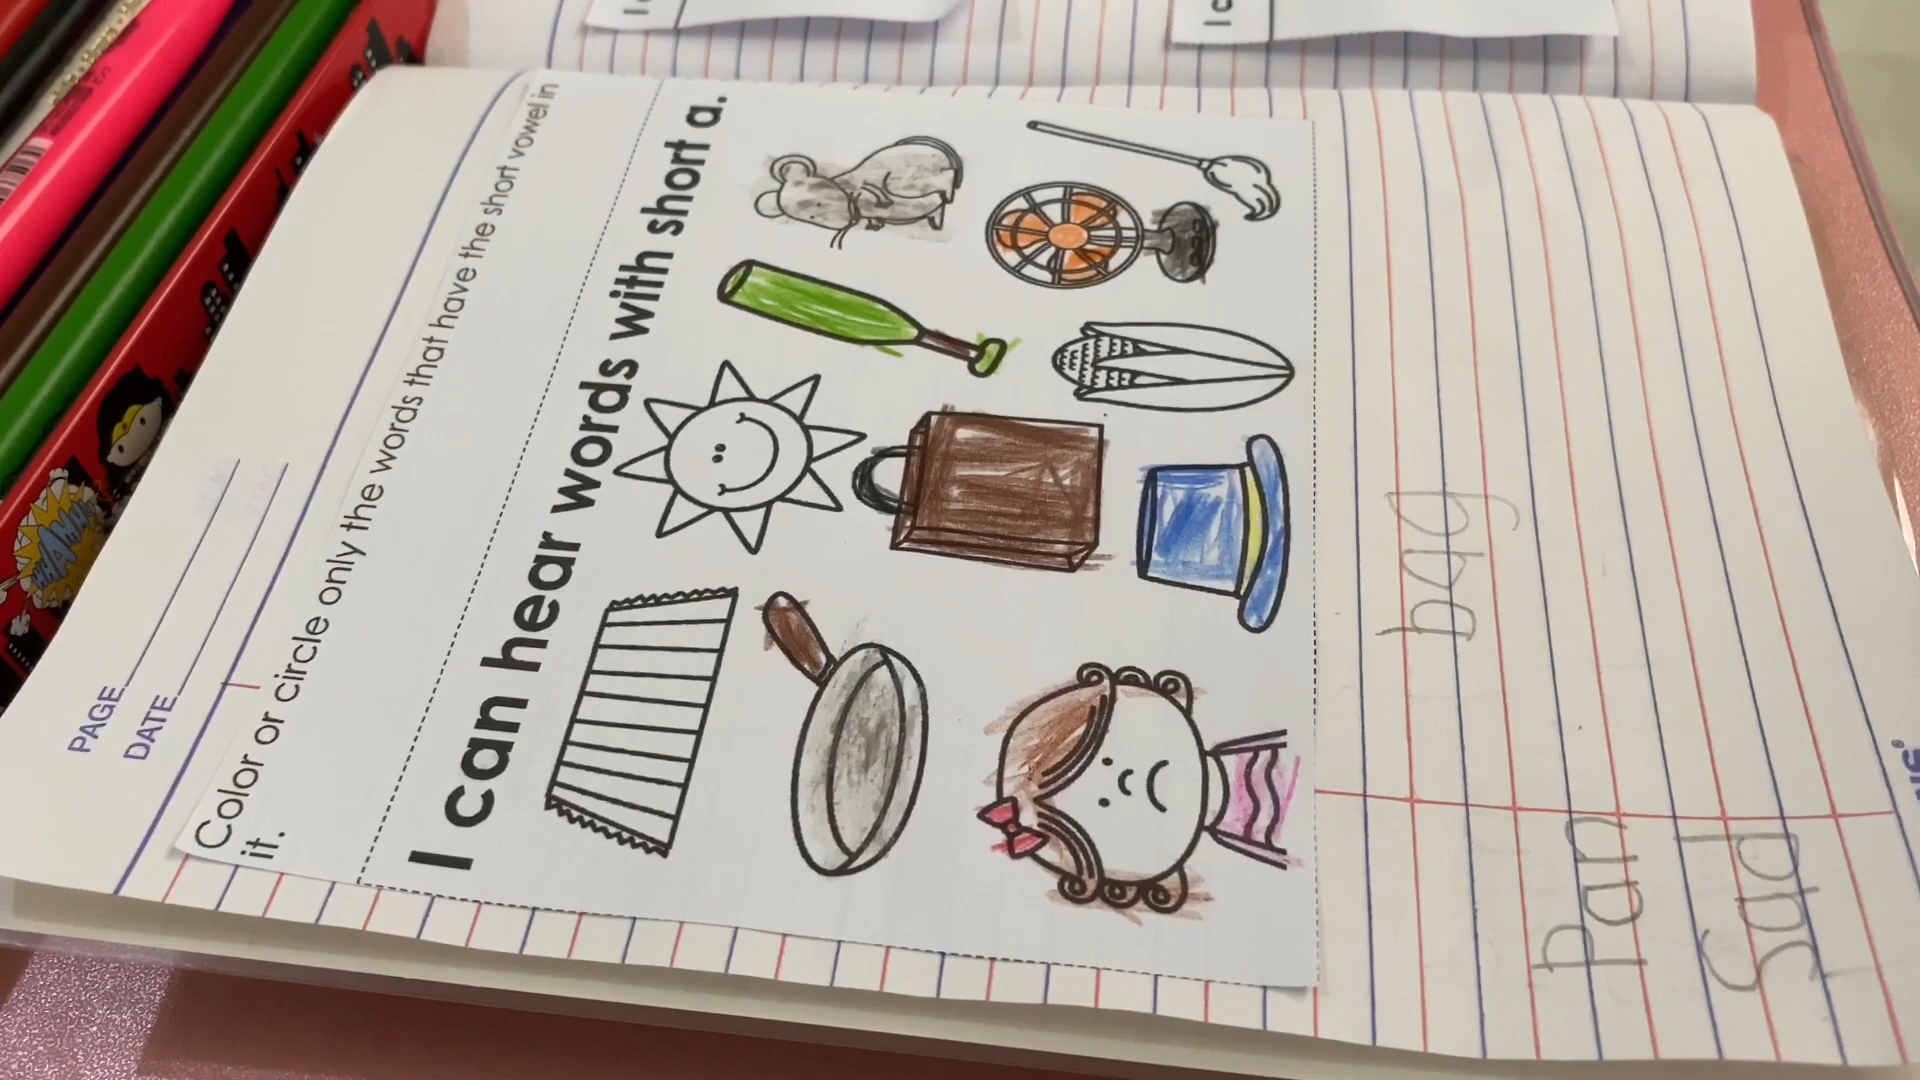 PAGE
DATE
Color or circle only the words that have the short vowel in
it.
I can hear words with short a.
bag
Pan
Sad
WHAMM